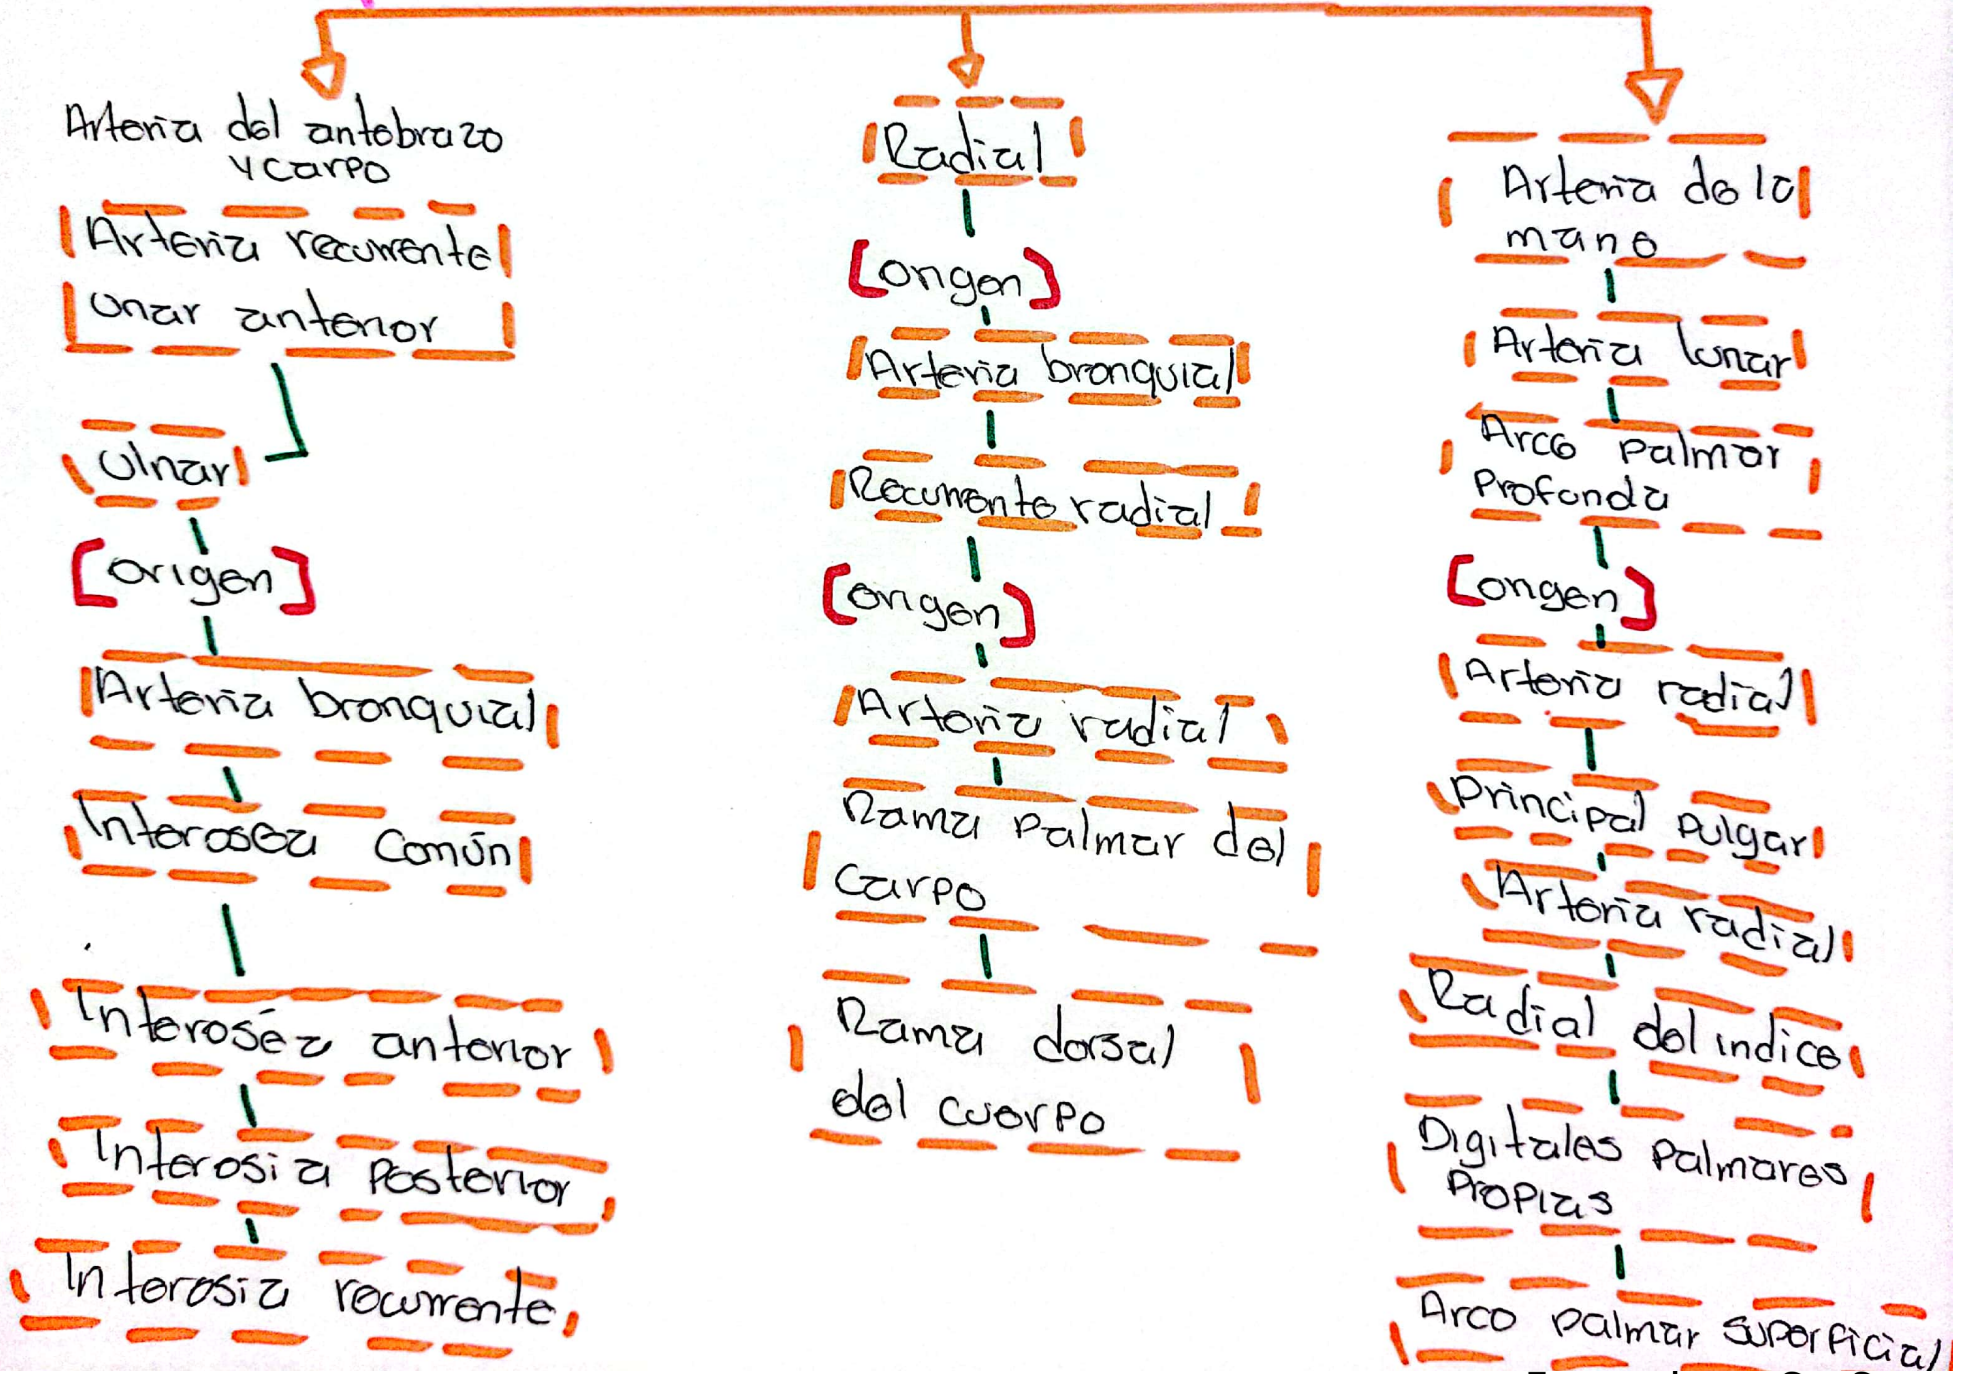 Arteria del antebrazo
y carpo
Arteria recurrente
unar anterior
Ulnar
[origen]
Arteria bronquial
Interosea Común
Interoséa anterior
Interosia Posterior
Interosia recurrente
Radial
[origen]
Arteria bronquial
Recurrente radial
[origen]
Arteria radial
Rama Palmar del
Carpo
Rama dorsal
del cuerpo
Arteria de la
mano
Arteria lunar
Arco Palmar
Profunda
[origen]
Arteria radial
Principal Pulgar
Arteria radial
Radial del indice
Digitales Palmares
Propias
Arco Palmar Superficial